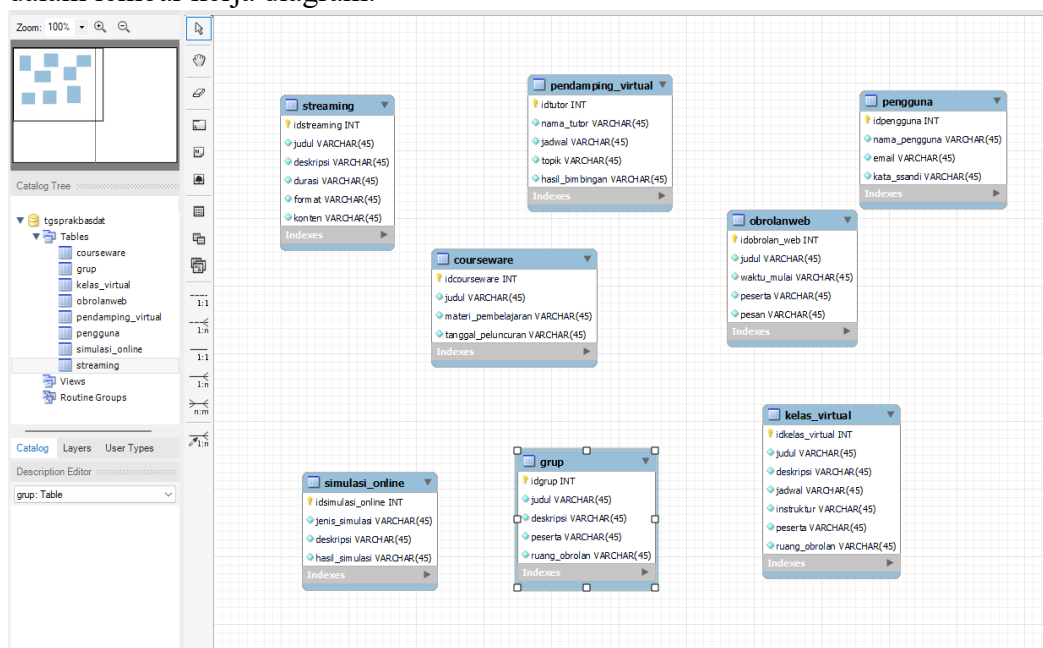 dalam lembar kerja diagram.
Zoom: 100%
Catalog Tree
tgsprakbasdat
Tables
courseware
grup
kelas_virtual
obrolanweb
pendamping_virtual
pengguna
simulasi_online
streaming
Views
Routine Groups
Catalog Layers User Types
Description Editor
grup: Table
1:1
1:n
1:1
1:n
n:m
1:n
streaming
idstreaming INT
judul VARCHAR(45)
deskripsi VARCHAR(45)
durasi VARCHAR(45)
format VARCHAR(45)
konten VARCHAR(45)
Indexes
pendamping_virtual
idtutor INT
nama_tutor VARCHAR(45)
jadwal VARCHAR(45)
topik VARCHAR(45)
hasil_bimbingan VARCHAR(45)
Indexes
pengguna
idpengguna INT
nama_pengguna VARCHAR(45)
email VARCHAR(45)
kata_ssandi VARCHAR(45)
Indexes
courseware
idcourseware INT
judul VARCHAR(45)
materi_pembelajaran VARCHAR(45)
tanggal_peluncuran VARCHAR(45)
Indexes
obrolanweb
idobrolan_web INT
judul VARCHAR(45)
waktu_mulai VARCHAR(45)
peserta VARCHAR(45)
pesan VARCHAR(45)
Indexes
simulasi_online
idsimulasi_online INT
jenis_simulasi VARCHAR(45)
deskripsi VARCHAR(45)
hasil_simulasi VARCHAR(45)
Indexes
grup
idgrup INT
judul VARCHAR(45)
deskripsi VARCHAR(45)
peserta VARCHAR(45)
ruang_obrolan VARCHAR(45)
Indexes
kelas_virtual
idkelas_virtual INT
judul VARCHAR(45)
deskripsi VARCHAR(45)
jadwal VARCHAR(45)
instruktur VARCHAR(45)
peserta VARCHAR(45)
ruang_obrolan VARCHAR(45)
Indexes